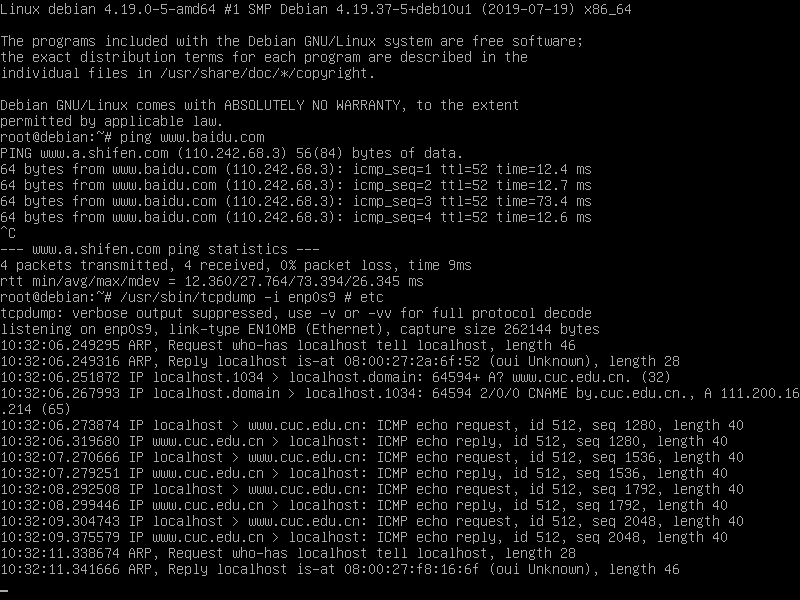 Linux debian 4.19.0-5-amd64 #1 SMP Debian 4.19.37-5+deb10u1 (2019-07-19) x86_64
The programs included with the Debian GNU/Linux system are free software;
the exact distribution terms for each program are described in the
individual files in /usr/share/doc/*/copyright.
Debian GNU/Linux comes with ABSOLUTELY NO WARRANTY, to the extent
permitted by applicable law.
root@debian:~# ping www.baidu.com
PING www.a.shifen.com (110.242.68.3) 56(84) bytes of data.
64 bytes from www.baidu.com (110.242.68.3): icmp_seq=1 ttl=52 time=12.4 ms
64 bytes from www.baidu.com (110.242.68.3): icmp_seq=2 ttl=52 time=12.7 ms
64 bytes from www.baidu.com (110.242.68.3): icmp_seq=3 ttl=52 time=73.4 ms
64 bytes from www.baidu.com (110.242.68.3): icmp_seq=4 ttl=52 time=12.6 ms
^C
--- www.a.shifen.com ping statistics ---
4 packets transmitted, 4 received, 0% packet loss, time 9ms
rtt min/avg/max/mdev = 12.360/27.764/73.394/26.345 ms
root@debian:~# /usr/sbin/tcpdump -i enp0s9 # etc
tcpdump: verbose output suppressed, use -v or -vv for full protocol decode
listening on enp0s9, link-type EN10MB (Ethernet), capture size 262144 bytes
10:32:06.249295 ARP, Request who-has localhost tell localhost, length 46
10:32:06.249316 ARP, Reply localhost is-at 08:00:27:2a:6f:52 (oui Unknown), length 28
10:32:06.251872 IP localhost.1034 > localhost.domain: 64594+ A? www.cuc.edu.cn. (32)
10:32:06.267993 IP localhost.domain > localhost.1034: 64594 2/0/0 CNAME by.cuc.edu.cn., A 111.200.16
.214 (65)
10:32:06.273874 IP localhost > www.cuc.edu.cn: ICMP echo request, id 512, seq 1280, length 40
10:32:06.319680 IP www.cuc.edu.cn > localhost: ICMP echo reply, id 512, seq 1280, length 40
10:32:07.270666 IP localhost > www.cuc.edu.cn: ICMP echo request, id 512, seq 1536, length 40
10:32:07.279251 IP www.cuc.edu.cn > localhost: ICMP echo reply, id 512, seq 1536, length 40
10:32:08.292508 IP localhost > www.cuc.edu.cn: ICMP echo request, id 512, seq 1792, length 40
10:32:08.299446 IP www.cuc.edu.cn > localhost: ICMP echo reply, id 512, seq 1792, length 40
10:32:09.304743 IP localhost > www.cuc.edu.cn: ICMP echo request, id 512, seq 2048, length 40
10:32:09.375579 IP www.cuc.edu.cn > localhost: ICMP echo reply, id 512, seq 2048, length 40
10:32:11.338674 ARP, Request who-has localhost tell localhost, length 28
10:32:11.341666 ARP, Reply localhost is-at 08:00:27:f8:16:6f (oui Unknown), length 46